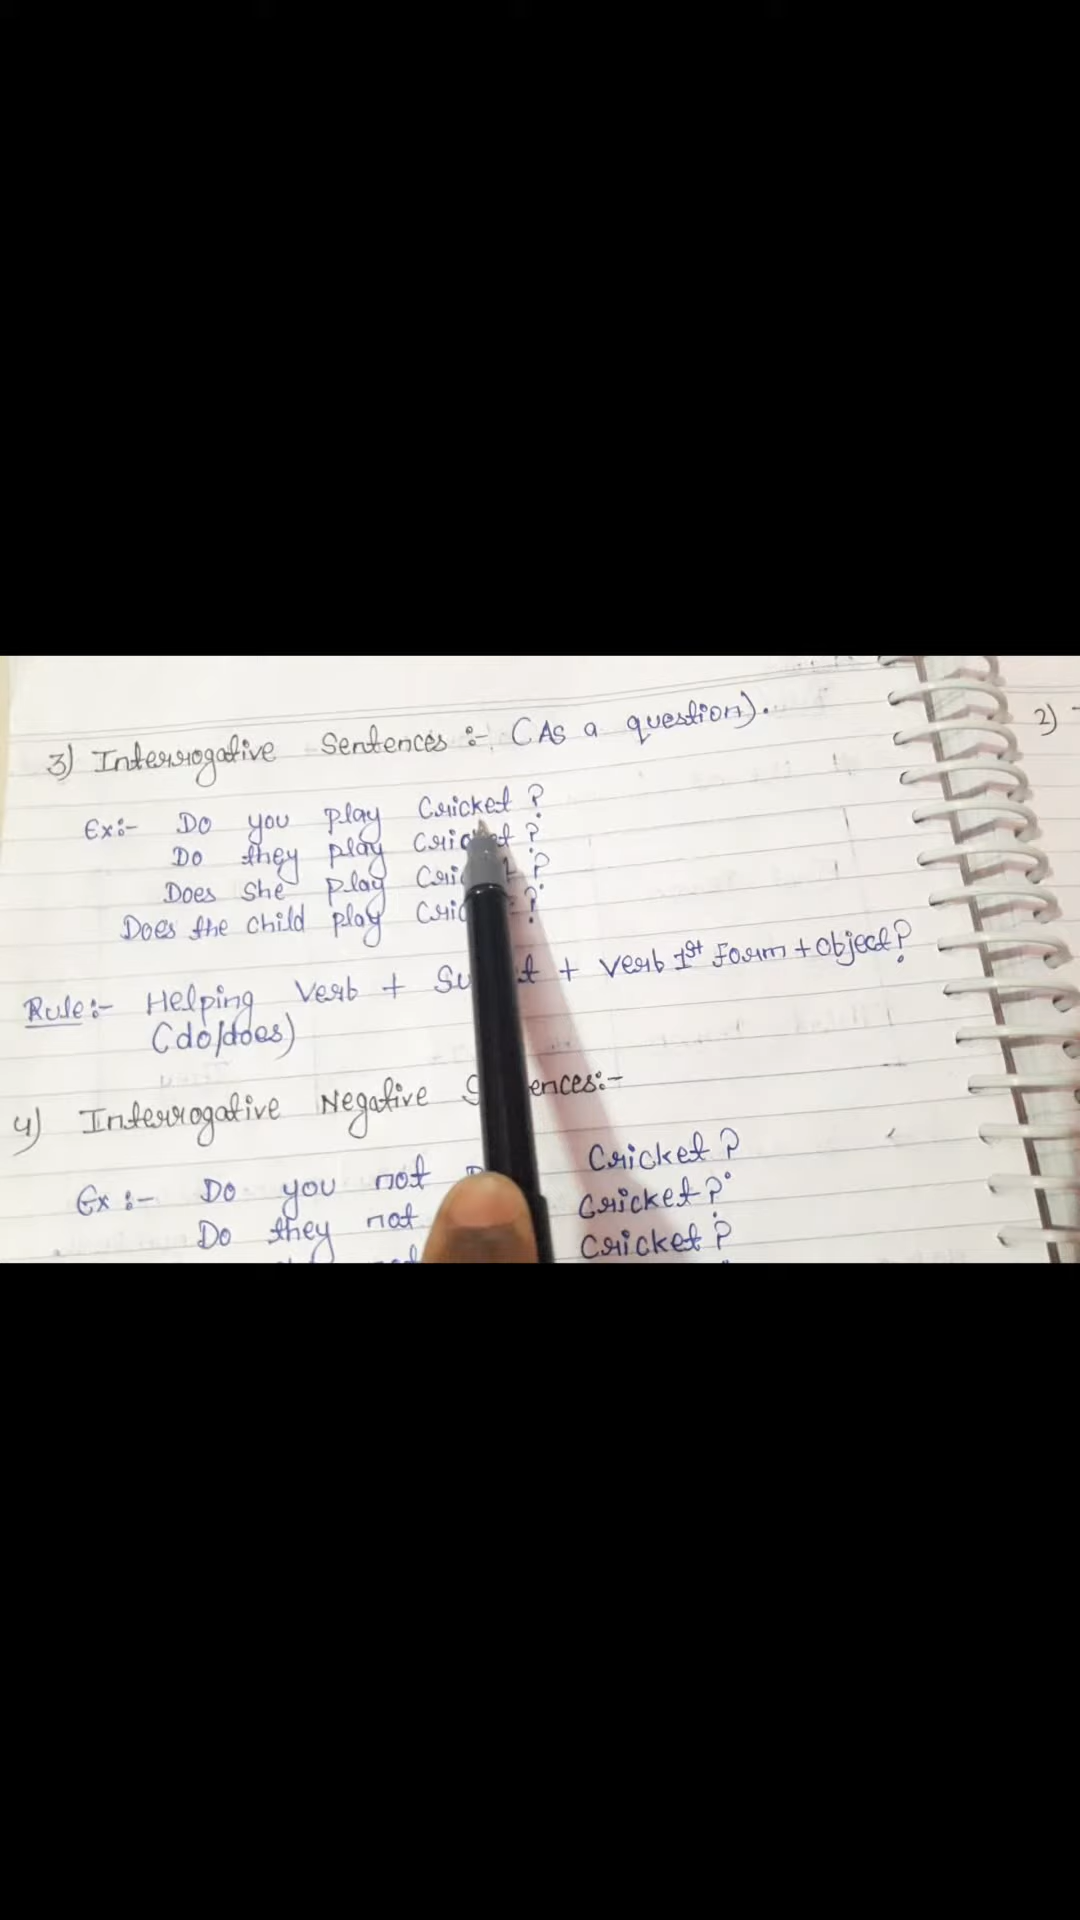 3) Interrogative Sentences :- (As a question).
Ex:- Do you play Cricket ?
Do they play ?
Does She play ?
Does the child play ?
Rule:- Helping Verb + + Verb 1st Form + Object?
(do/does)
4) Interrogative Negative
Ex :- Do you not Cricket ?
Do they not Cricket ?
Cricket ?
2)